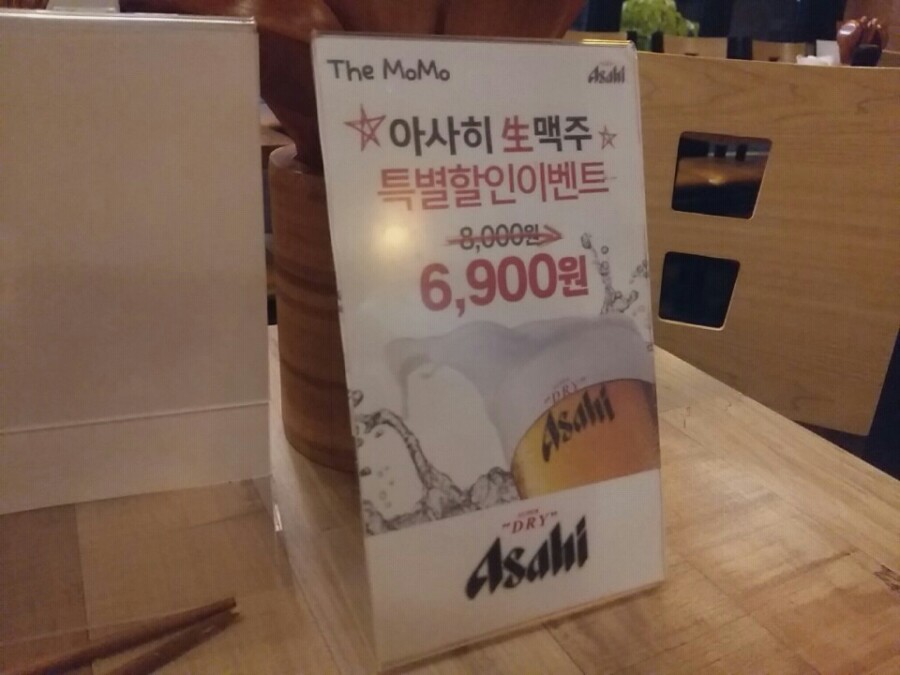 The MoMo
Asahi
아사히 生맥주
특별할인이벤트
8,000원
6,900원
"DRY"
Asahi
SUPER
"DRY"
Asahi